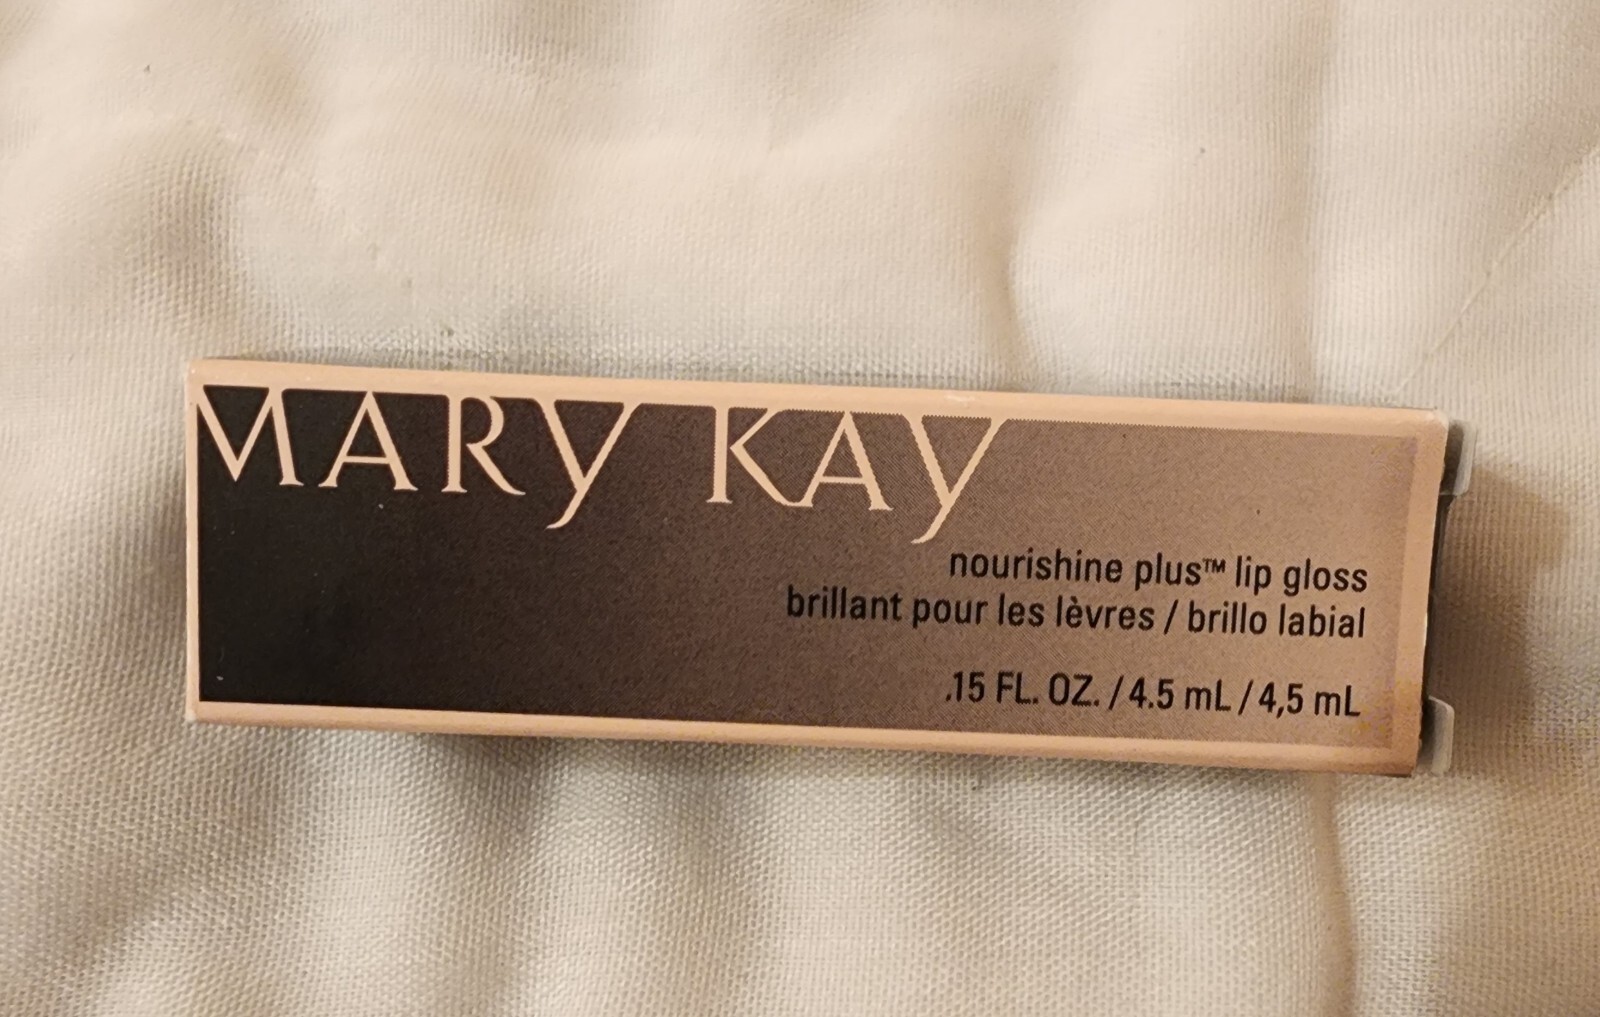 MARY KAY
nourishine plus™ lip gloss
brillant pour les lèvres / brillo labial
.15 FL. OZ. / 4.5 mL / 4,5 mL